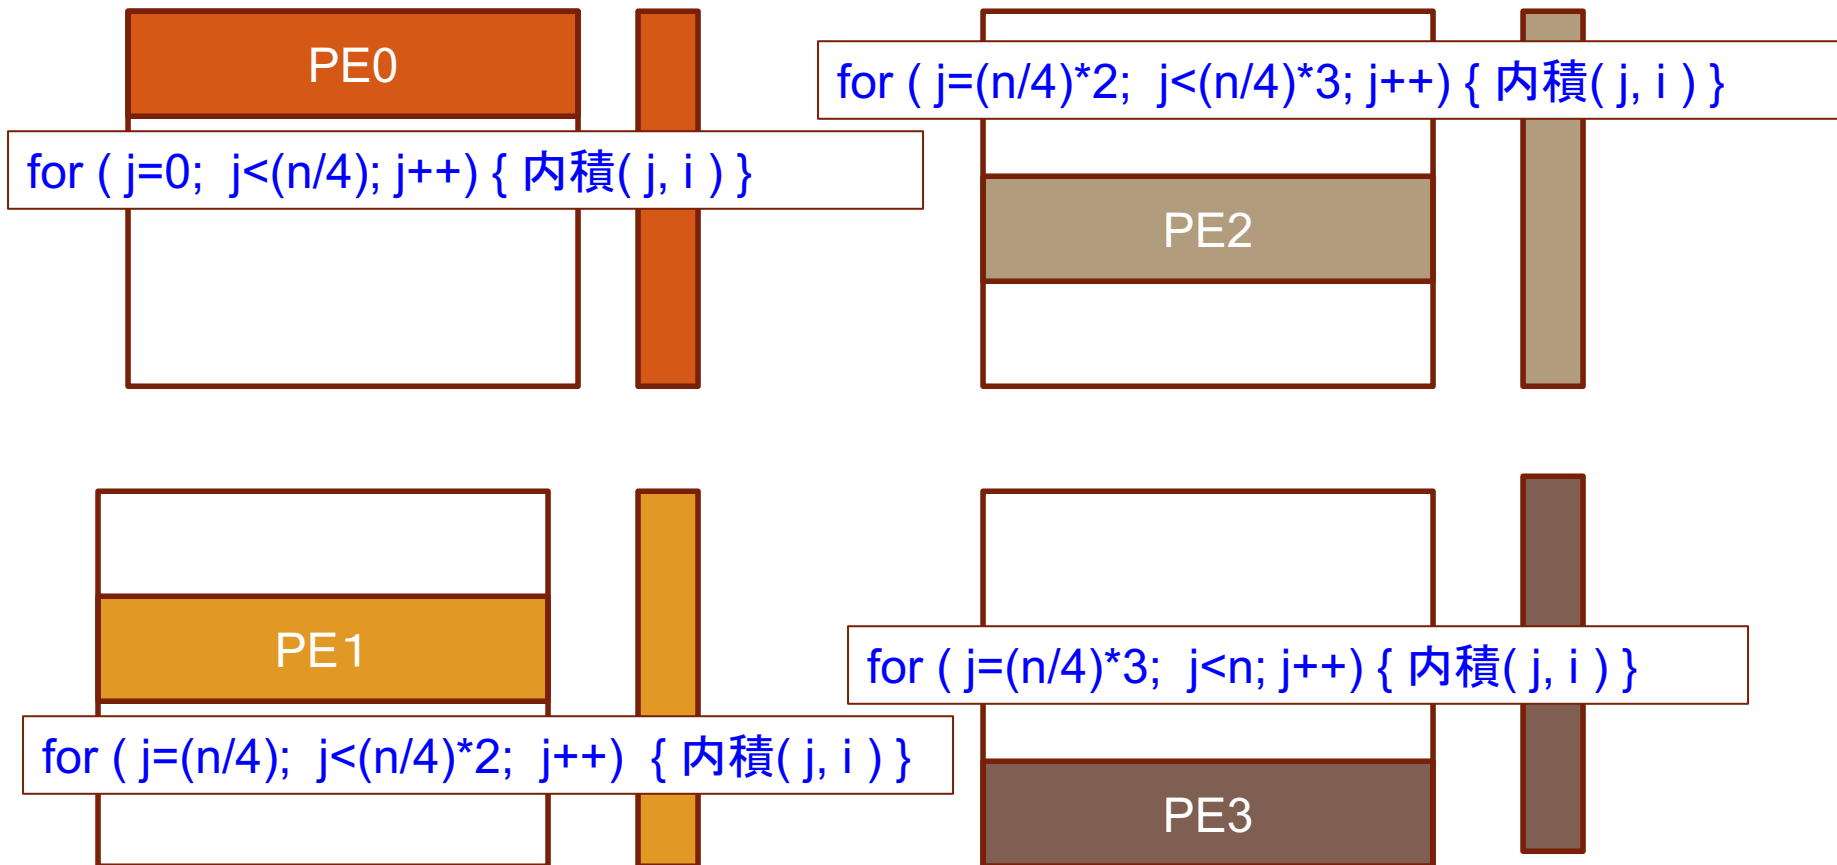 PE0
for ( j=0; j<(n/4); j++) { 内積( j, i ) }
for ( j=(n/4)*2; j<(n/4)*3; j++) { 内積( j, i ) }
PE2
PE1
for ( j=(n/4); j<(n/4)*2; j++) { 内積( j, i ) }
for ( j=(n/4)*3; j<n; j++) { 内積( j, i ) }
PE3